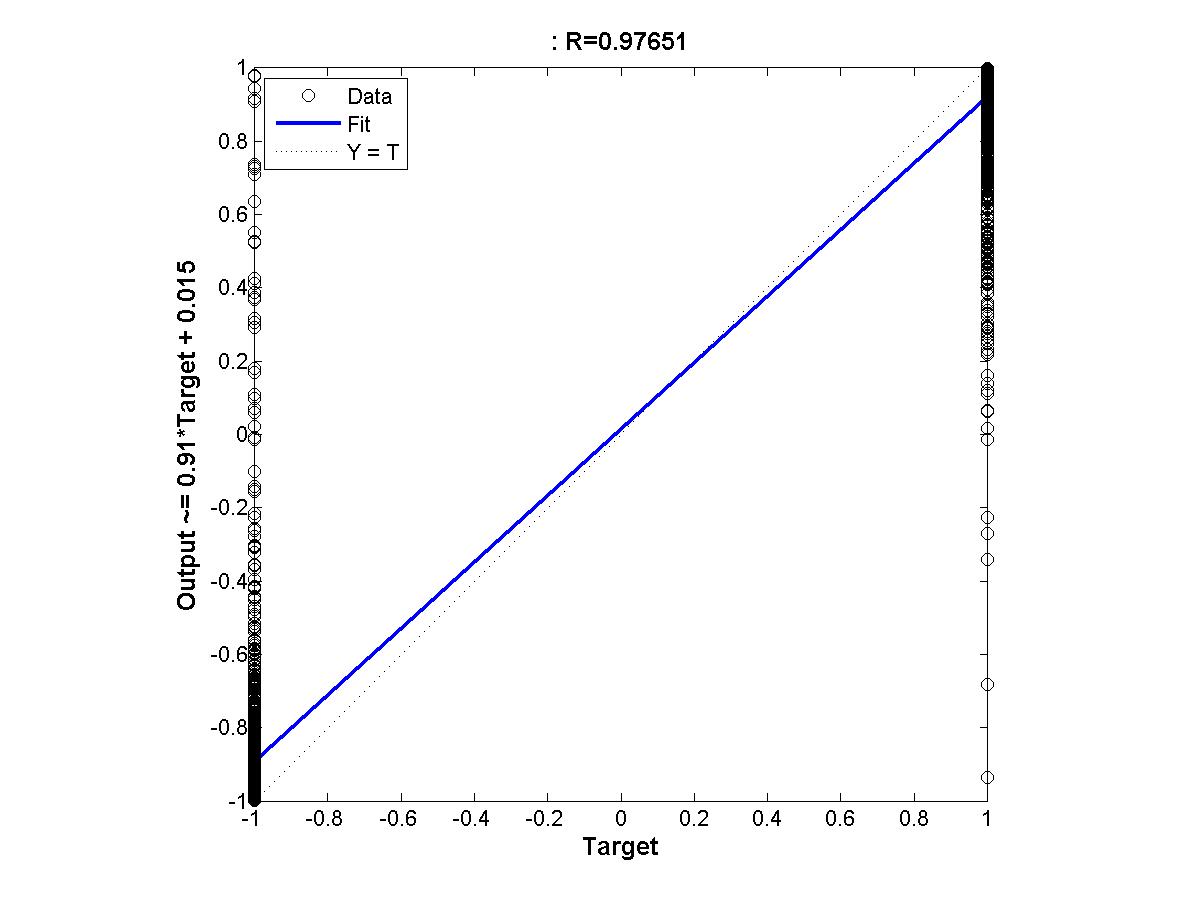 : R=0.97651
Data
Fit
Y = T
Output ~= 0.91*Target + 0.015
1
0.8
0.6
0.4
0.2
0
-0.2
-0.4
-0.6
-0.8
-1
-1 -0.8 -0.6 -0.4 -0.2 0 0.2 0.4 0.6 0.8 1
Target